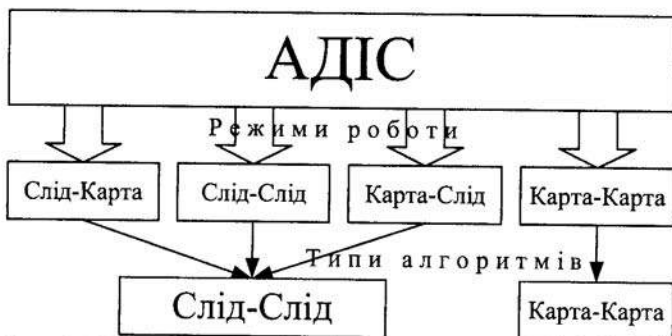 АДІС
Режими роботи
Слід-Карта
Слід-Слід
Карта-Слід
Карта-Карта
Типи алгоритмів
Слід-Слід
Карта-Карта